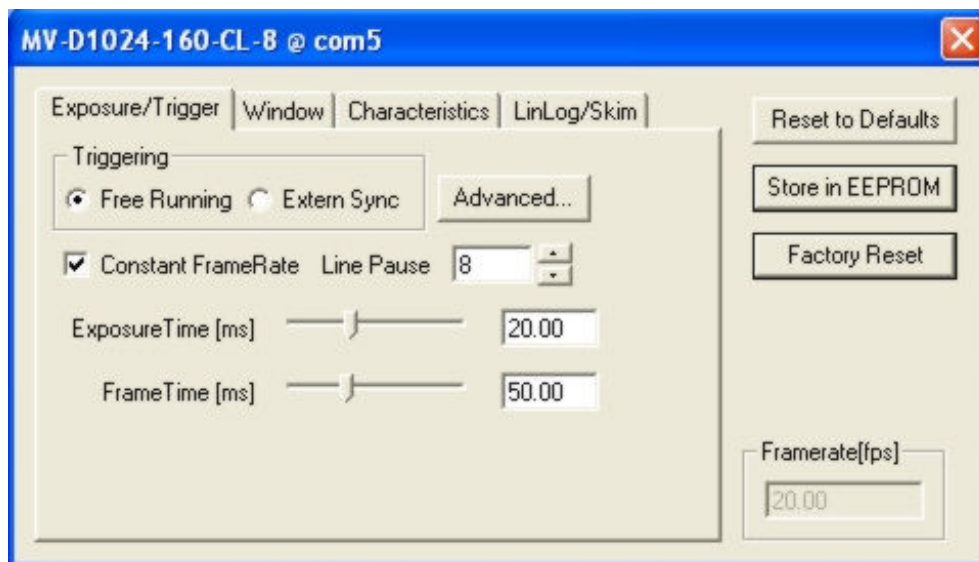 MV-D1024-160-CL-8 @ com5
Exposure/Trigger Window Characteristics LinLog/Skim
Triggering
Free Running Extern Sync Advanced...
Constant FrameRate Line Pause 8
ExposureTime [ms] 20.00
FrameTime [ms] 50.00
Reset to Defaults
Store in EEPROM
Factory Reset
Framerate[fps]
20.00